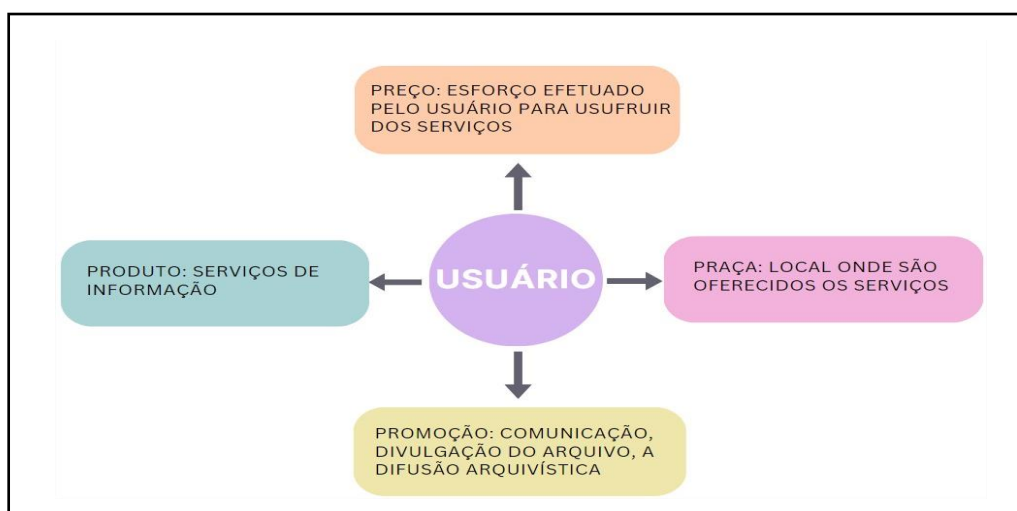 PREÇO: ESFORÇO EFETUADO
PELO USUÁRIO PARA USUFRUIR
DOS SERVIÇOS
PRODUTO: SERVIÇOS DE
INFORMAÇÃO
USUÁRIO
PRAÇA: LOCAL ONDE SÃO
OFERECIDOS OS SERVIÇOS
PROMOÇÃO: COMUNICAÇÃO,
DIVULGAÇÃO DO ARQUIVO, A
DIFUSÃO ARQUIVÍSTICA